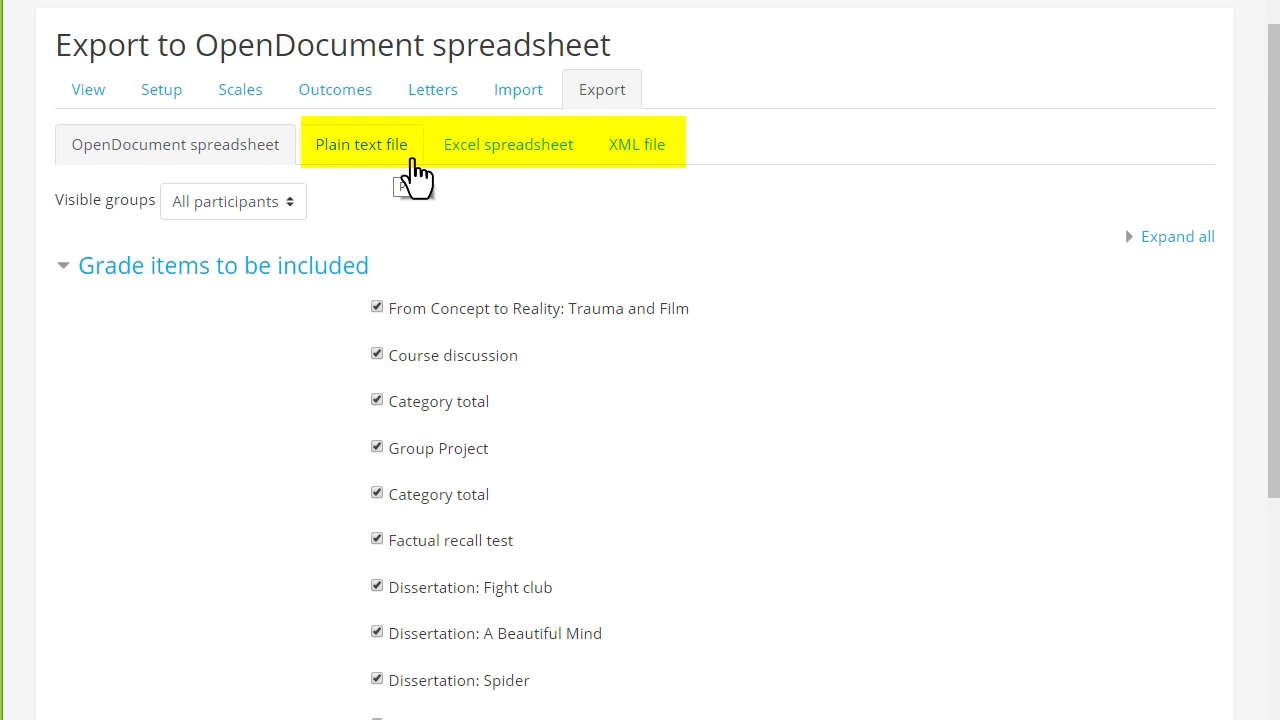 Export to OpenDocument spreadsheet
View Setup Scales Outcomes Letters Import Export
OpenDocument spreadsheet Plain text file Excel spreadsheet XML file
Visible groups All participants
Expand all
Grade items to be included
From Concept to Reality: Trauma and Film
Course discussion
Category total
Group Project
Category total
Factual recall test
Dissertation: Fight club
Dissertation: A Beautiful Mind
Dissertation: Spider